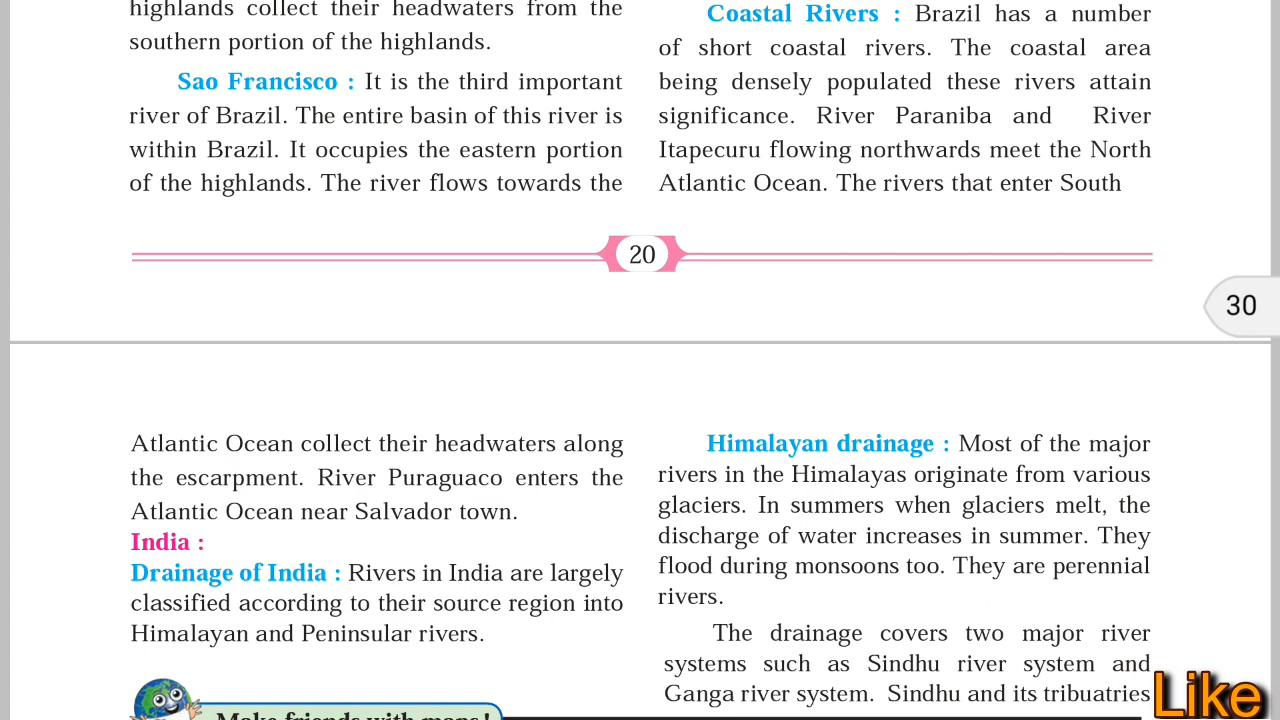 highlands collect their headwaters from the
southern portion of the highlands.
Sao Francisco : It is the third important
river of Brazil. The entire basin of this river is
within Brazil. It occupies the eastern portion
of the highlands. The river flows towards the
Coastal Rivers : Brazil has a number
of short coastal rivers. The coastal area
being densely populated these rivers attain
significance. River Paraniba and River
Itapecuru flowing northwards meet the North
Atlantic Ocean. The rivers that enter South
20
30
Atlantic Ocean collect their headwaters along
the escarpment. River Puraguaco enters the
Atlantic Ocean near Salvador town.
India :
Drainage of India : Rivers in India are largely
classified according to their source region into
Himalayan and Peninsular rivers.
Make friends with maps!
Himalayan drainage : Most of the major
rivers in the Himalayas originate from various
glaciers. In summers when glaciers melt, the
discharge of water increases in summer. They
flood during monsoons too. They are perennial
rivers.
The drainage covers two major river
systems such as Sindhu river system and
Ganga river system. Sindhu and its tribuatries
Like